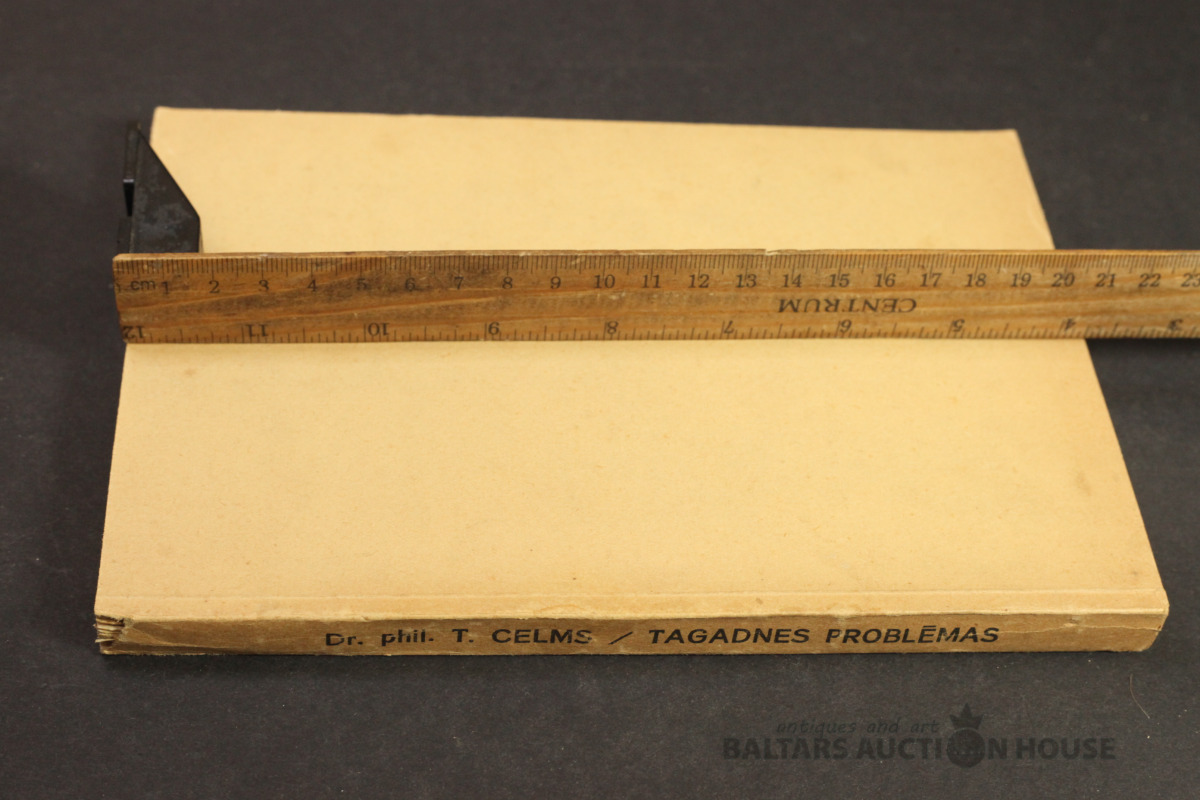 cm 1 2 3 4 5 6 7 8 9 10 11 12 13 14 15 16 17 18 19 20 21 22 23
CENTRUM
12 11 10 9 8 7 6 5 4 3
Dr. phil. T. CELMS / TAGADNES PROBLĒMAS
antiques and art
BALTARS AUCTION HOUSE